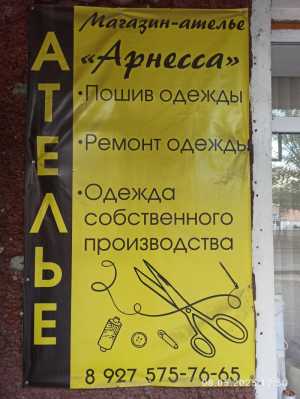 АТЕЛЬЕ
Магазин-ателье
«Арнесса»
•Пошив одежды
•Ремонт одежды
•Одежда
собственного
производства
8 927 575-76-65